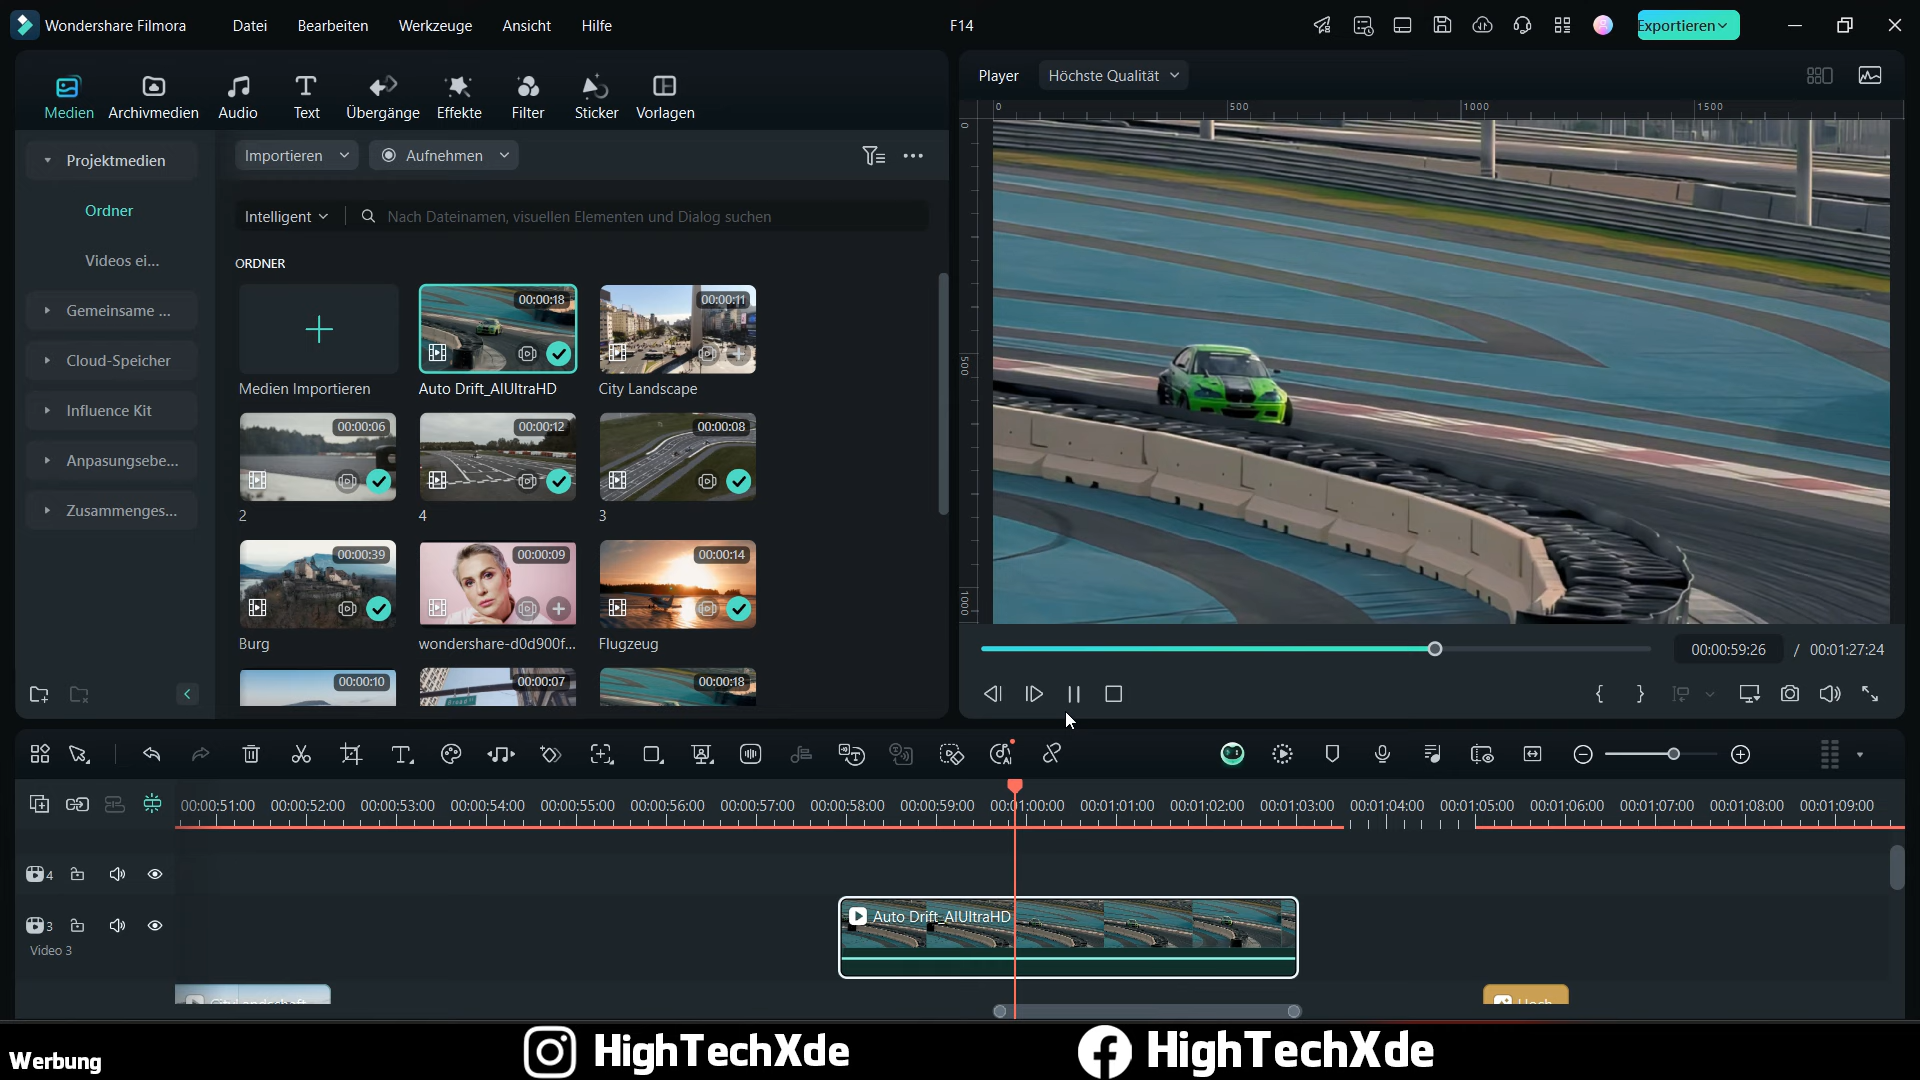 Wondershare Filmora
Datei Bearbeiten Werkzeuge Ansicht Hilfe
F14
Exportieren
Medien Archivmedien Audio Text Übergänge Effekte Filter Sticker Vorlagen
Player Höchste Qualität
0 500 1000 1500
0
500
1000
Projektmedien
Ordner
Videos ei...
Gemeinsame ...
Cloud-Speicher
Influence Kit
Anpasungsebe...
Zusammenges...
Importieren Aufnehmen
Intelligent Nach Dateinamen, visuellen Elementen und Dialog suchen
ORDNER
00:00:18 00:00:11
Medien Importieren Auto Drift_AIUltraHD City Landscape
00:00:06 00:00:12 00:00:08
2 4 3
00:00:39 00:00:09 00:00:14
Burg wondershare-d0d900f... Flugzeug
00:00:10 00:00:07 00:00:18
00:00:59:26 / 00:01:27:24
{ }
00:00:51:00 00:00:52:00 00:00:53:00 00:00:54:00 00:00:55:00 00:00:56:00 00:00:57:00 00:00:58:00 00:00:59:00 00:01:00:00 00:01:01:00 00:01:02:00 00:01:03:00 00:01:04:00 00:01:05:00 00:01:06:00 00:01:07:00 00:01:08:00 00:01:09:00
4
3
Video 3
Auto Drift_AIUltraHD
Werbung
HighTechXde HighTechXde